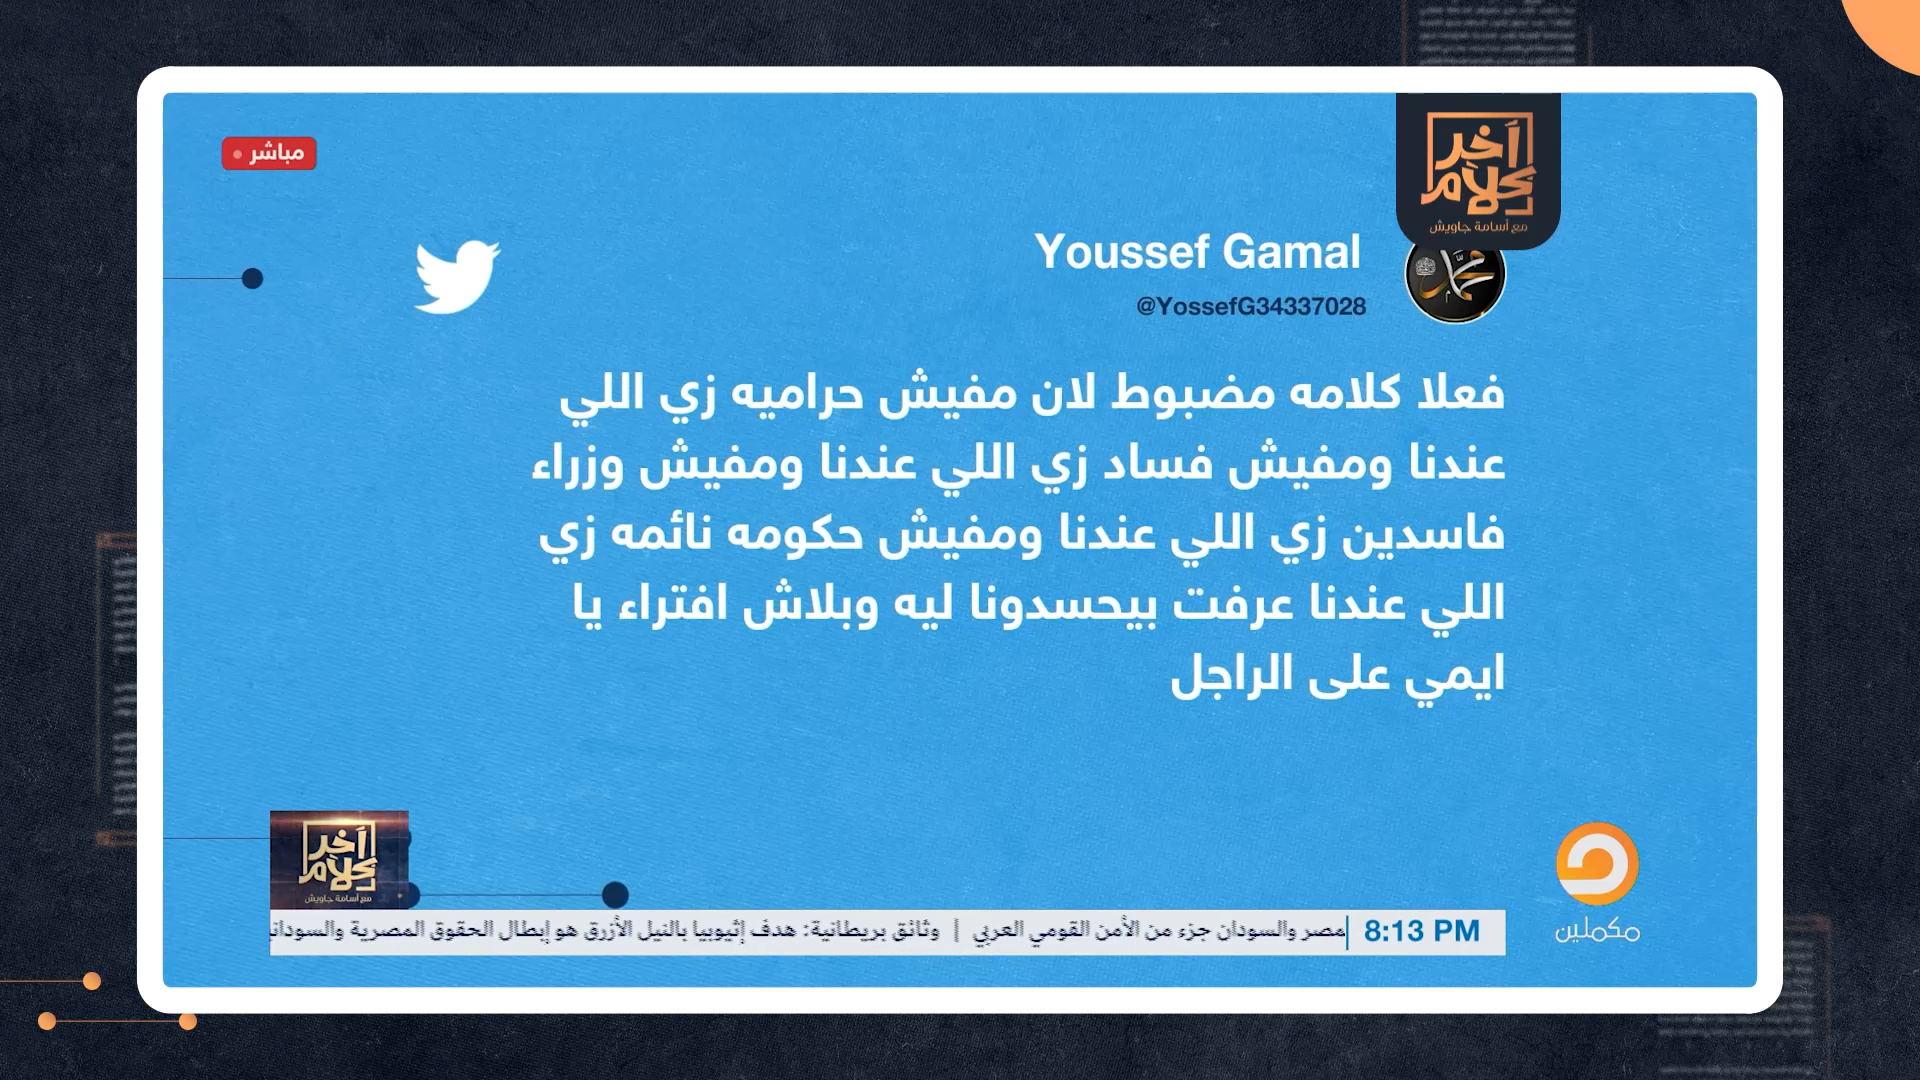 مباشر
آخر
كلام
مع أسامة جاويش
Youssef Gamal
@YossefG34337028
فعلا كلامه مضبوط لان مفيش حراميه زي اللي
عندنا ومفيش فساد زي اللي عندنا ومفيش وزراء
فاسدين زي اللي عندنا ومفيش حكومه نائمه زي
اللي عندنا عرفت بيحسدونا ليه وبلاش افتراء يا
ايمي على الراجل
آخر
كلام
مع أسامة جاويش
8:13 PM
مصر والسودان جزء من الأمن القومي العربي | وثائق بريطانية: هدف إثيوبيا بالنيل الأزرق هو إبطال الحقوق المصرية
مكملين